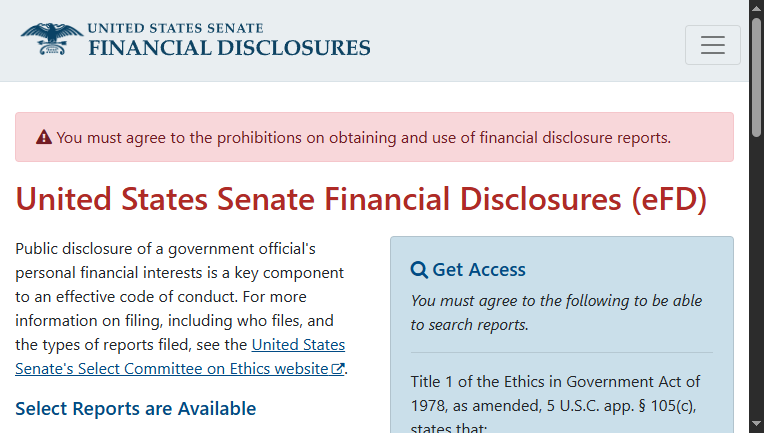 UNITED STATES SENATE
FINANCIAL DISCLOSURES
You must agree to the prohibitions on obtaining and use of financial disclosure reports.
United States Senate Financial Disclosures (eFD)
Public disclosure of a government official's
personal financial interests is a key component
to an effective code of conduct. For more
information on filing, including who files, and
the types of reports filed, see the United States
Senate's Select Committee on Ethics website.
Select Reports are Available
Get Access
You must agree to the following to be able
to search reports.
Title 1 of the Ethics in Government Act of
1978, as amended, 5 U.S.C. app. § 105(c),
states that: